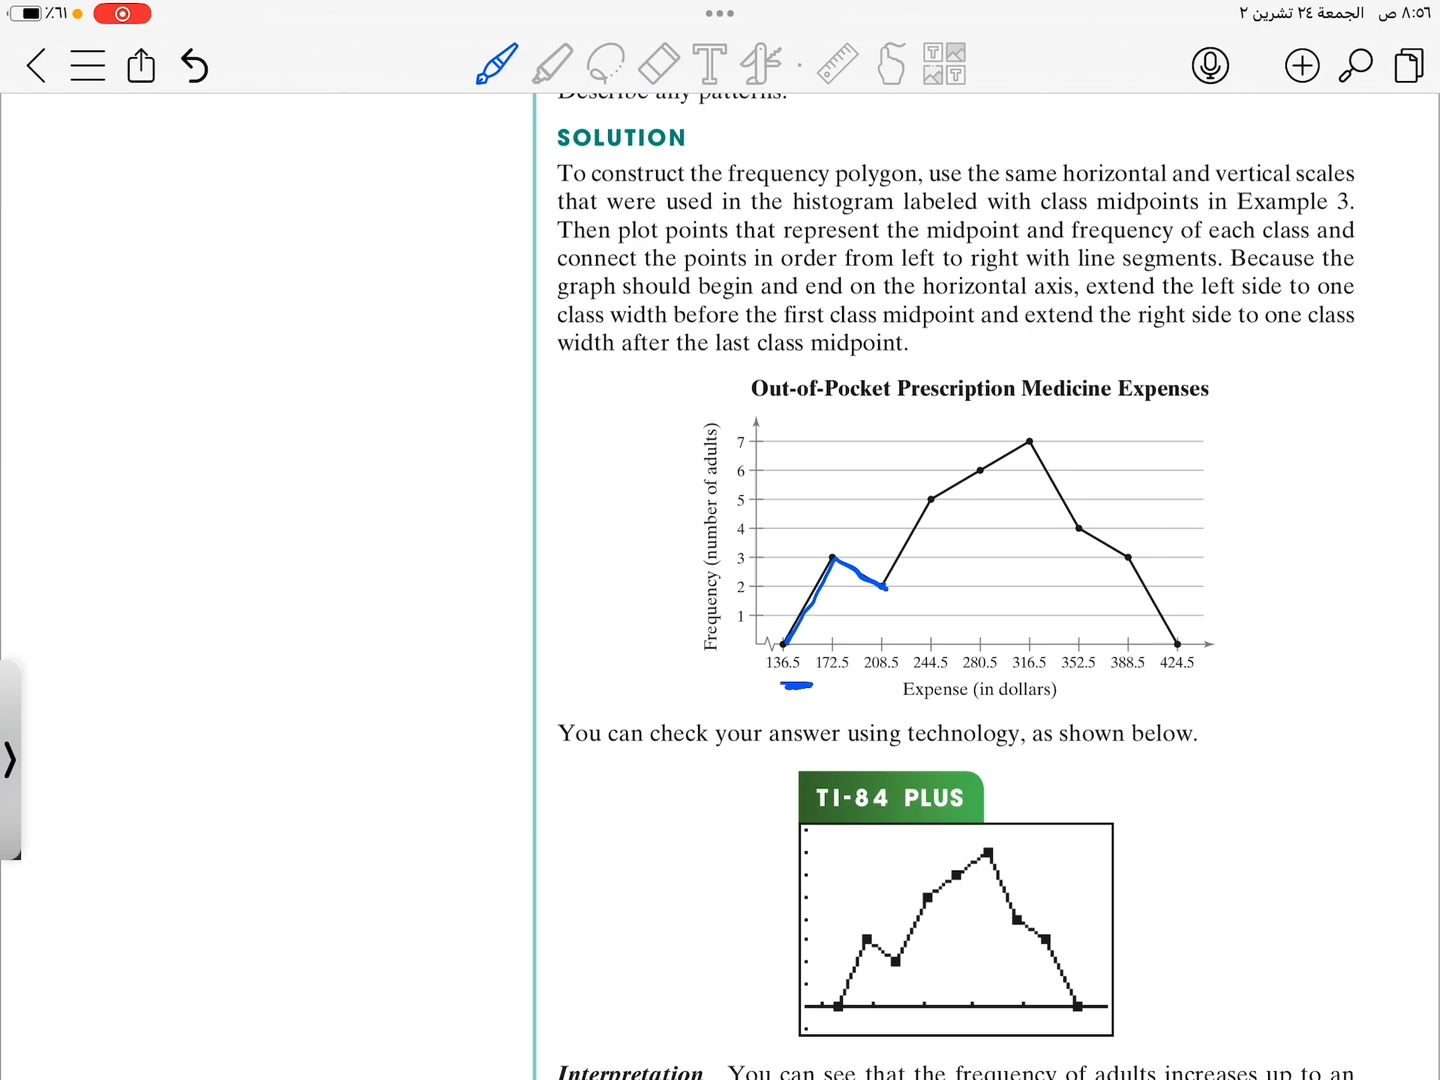 ٪٦١
٨:٥٦ ص الجمعة ٢٤ تشرين ٢
Describe any patterns.
SOLUTION
To construct the frequency polygon, use the same horizontal and vertical scales
that were used in the histogram labeled with class midpoints in Example 3.
Then plot points that represent the midpoint and frequency of each class and
connect the points in order from left to right with line segments. Because the
graph should begin and end on the horizontal axis, extend the left side to one
class width before the first class midpoint and extend the right side to one class
width after the last class midpoint.
Out-of-Pocket Prescription Medicine Expenses
Frequency (number of adults)
7
6
5
4
3
2
1
136.5 172.5 208.5 244.5 280.5 316.5 352.5 388.5 424.5
Expense (in dollars)
You can check your answer using technology, as shown below.
TI-84 PLUS
Interpretation You can see that the frequency of adults increases up to an